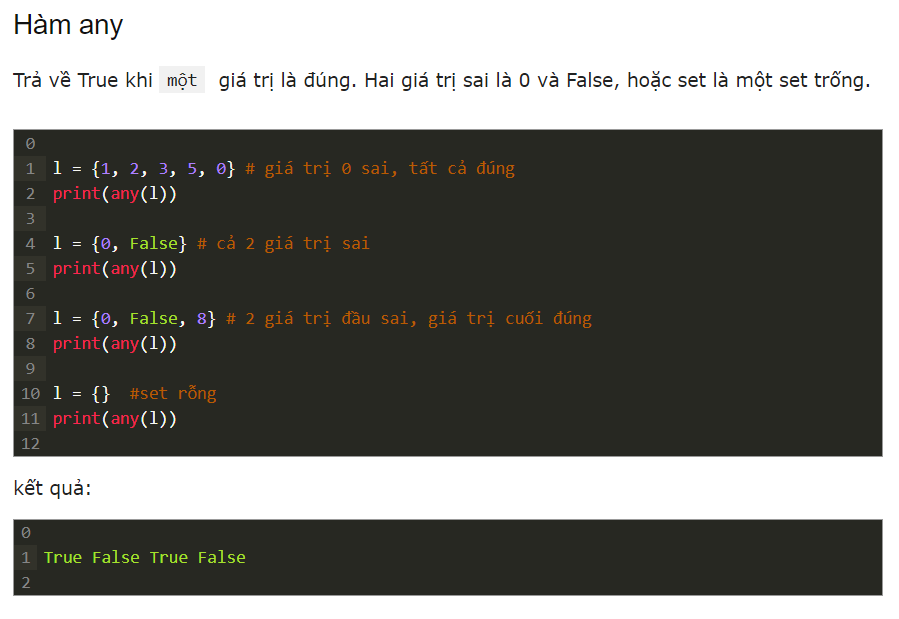 Hàm any
Trả về True khi một giá trị là đúng. Hai giá trị sai là 0 và False, hoặc set là một set trống.
0
1 l = {1, 2, 3, 5, 0} # giá trị 0 sai, tất cả đúng
2 print(any(l))
3
4 l = {0, False} # cả 2 giá trị sai
5 print(any(l))
6
7 l = {0, False, 8} # 2 giá trị đầu sai, giá trị cuối đúng
8 print(any(l))
9
10 l = {}  #set rỗng
11 print(any(l))
12
kết quả:
0
1 True False True False
2